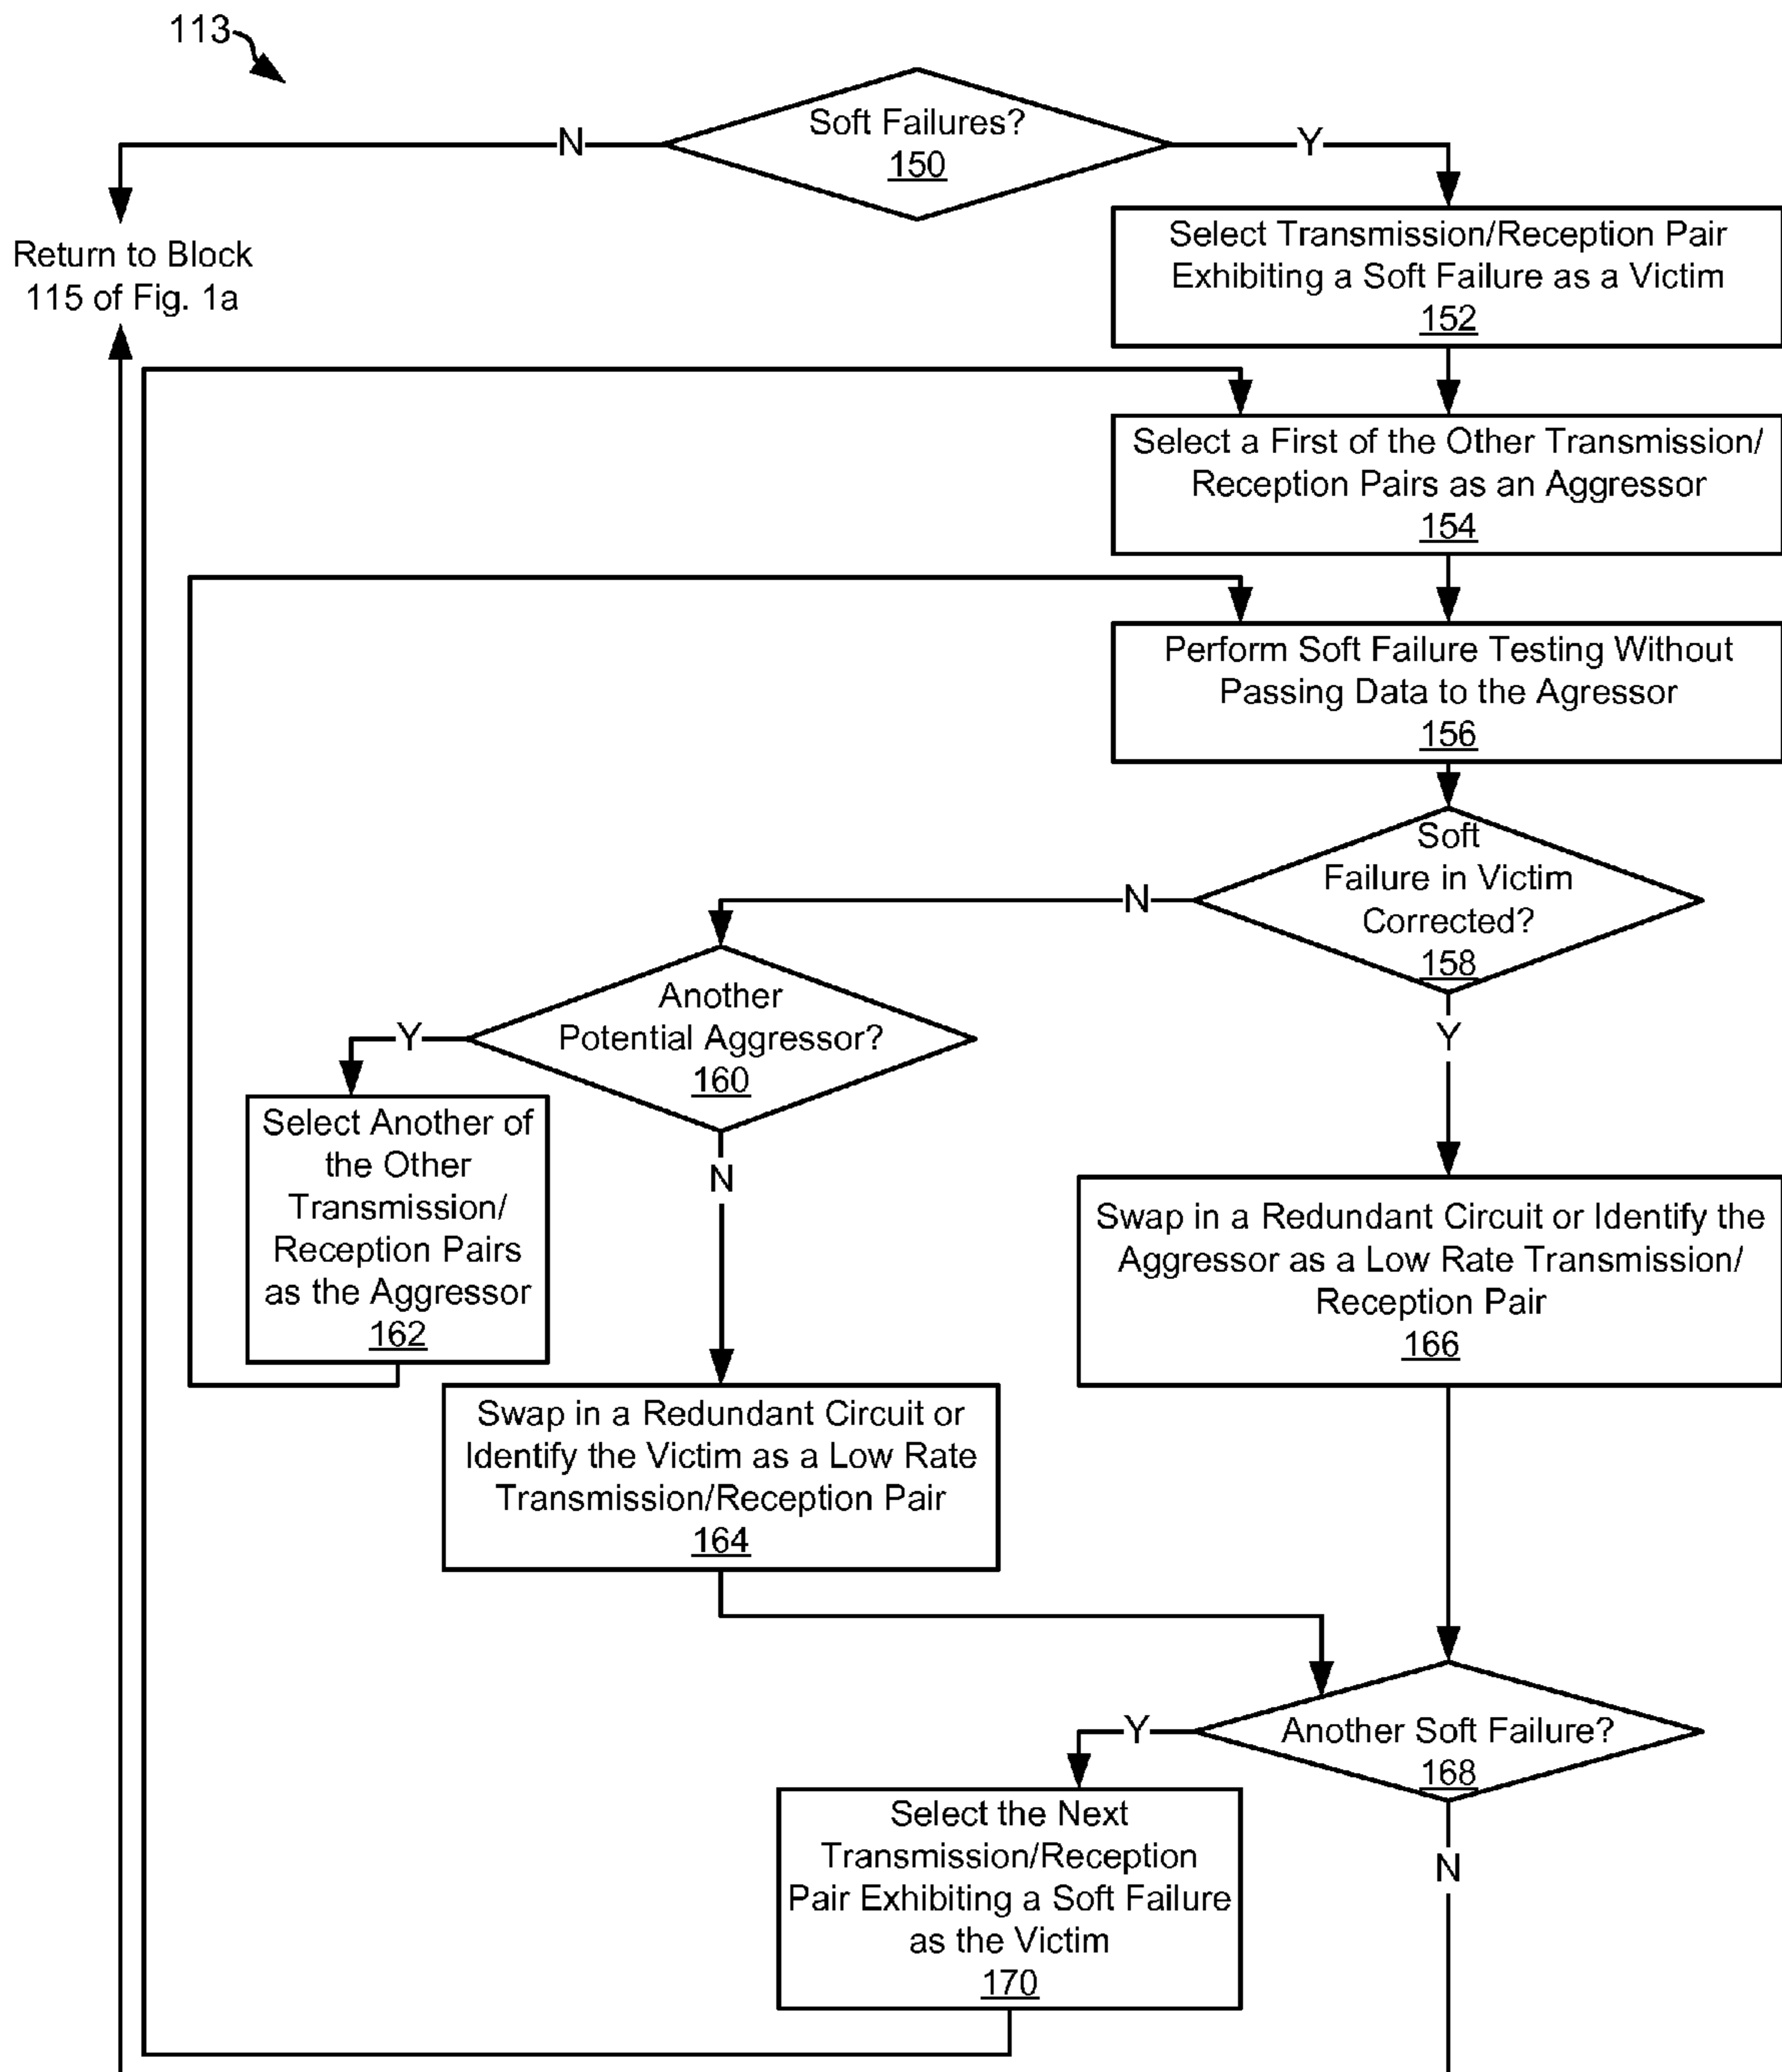 113
Soft Failures?
150
N
Y
Return to Block
115 of Fig. 1a
Select Transmission/Reception Pair
Exhibiting a Soft Failure as a Victim
152
Select a First of the Other Transmission/
Reception Pairs as an Aggressor
154
Perform Soft Failure Testing Without
Passing Data to the Agressor
156
Soft
Failure in Victim
Corrected?
158
N
Y
Another
Potential Aggressor?
160
Y
N
Select Another of
the Other
Transmission/
Reception Pairs
as the Aggressor
162
Swap in a Redundant Circuit or Identify the
Aggressor as a Low Rate Transmission/
Reception Pair
166
Swap in a Redundant Circuit or
Identify the Victim as a Low Rate
Transmission/Reception Pair
164
Another Soft Failure?
168
Y
N
Select the Next
Transmission/Reception
Pair Exhibiting a Soft Failure
as the Victim
170